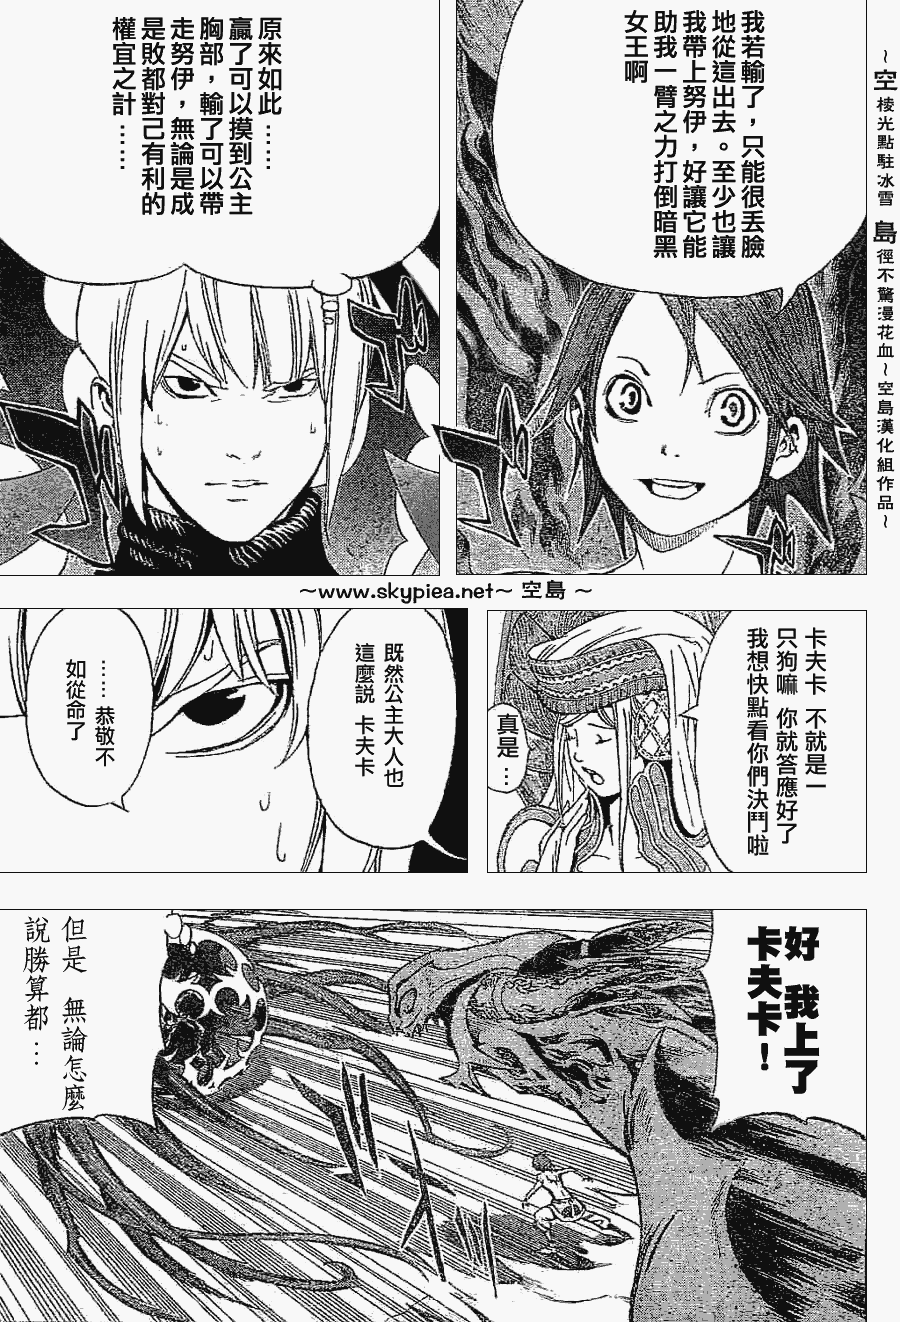 我若輸了，只能很丟臉
地從這出去。至少也讓
我帶上努伊，好讓它能
助我一臂之力打倒暗黑
女王啊
原來如此……
贏了可以摸到公主
胸部，輸了可以帶
走努伊，無論是成
是敗都對己有利的
權宜之計……
~空棱光點駐冰雪 島徑不驚漫花血~空島漢化組作品~
~www.skypiea.net~ 空島 ~
卡夫卡 不就是一
只狗嘛 你就答應好了
我想快點看你們決鬥啦
真是…
既然公主大人也
這麼説 卡夫卡
…… 恭敬不
如從命了
好 我上了
卡夫卡！
但是 無論怎麼
說勝算都…